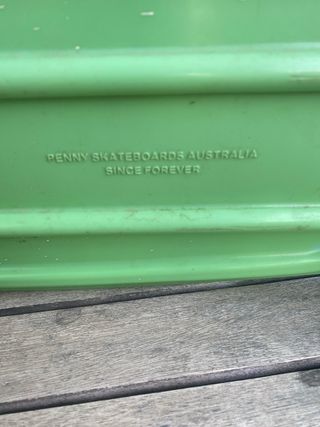 PENNY SKATEBOARDS AUSTRALIA
SINCE FOREVER